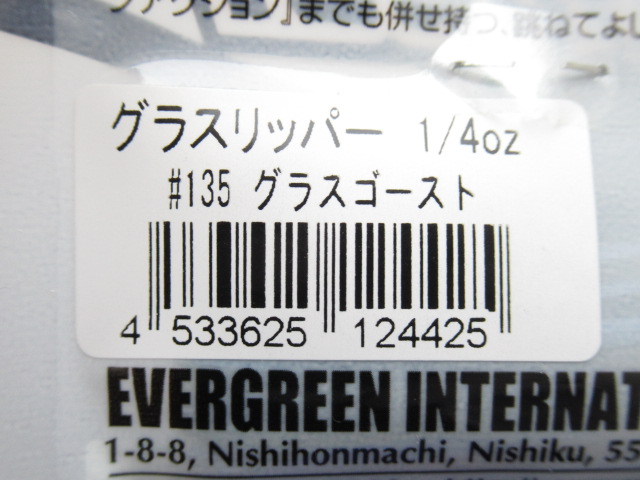 ファクション』までも併せ持つ、跳ねてよし
グラスリッパー 1/4oz
#135 グラスゴースト
4 533625 124425
EVERGREEN INTERNAT
1-8-8, Nishihonmachi, Nishiku, 55